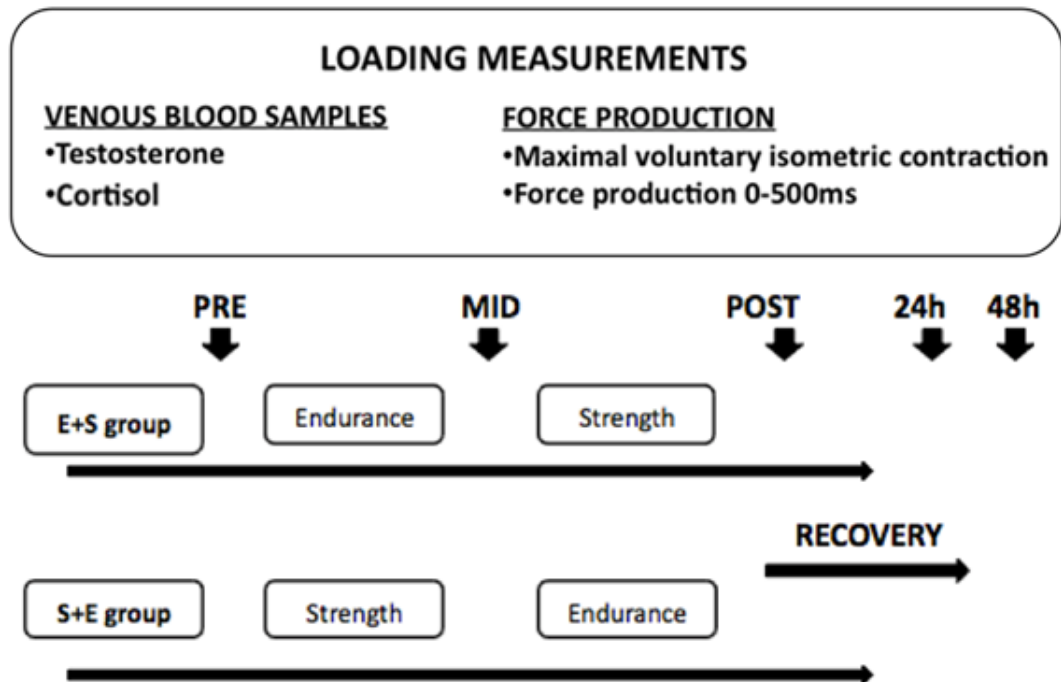 LOADING MEASUREMENTS
VENOUS BLOOD SAMPLES
•Testosterone
•Cortisol
FORCE PRODUCTION
•Maximal voluntary isometric contraction
•Force production 0-500ms
PRE MID POST 24h 48h
E+S group Endurance Strength
RECOVERY
S+E group Strength Endurance